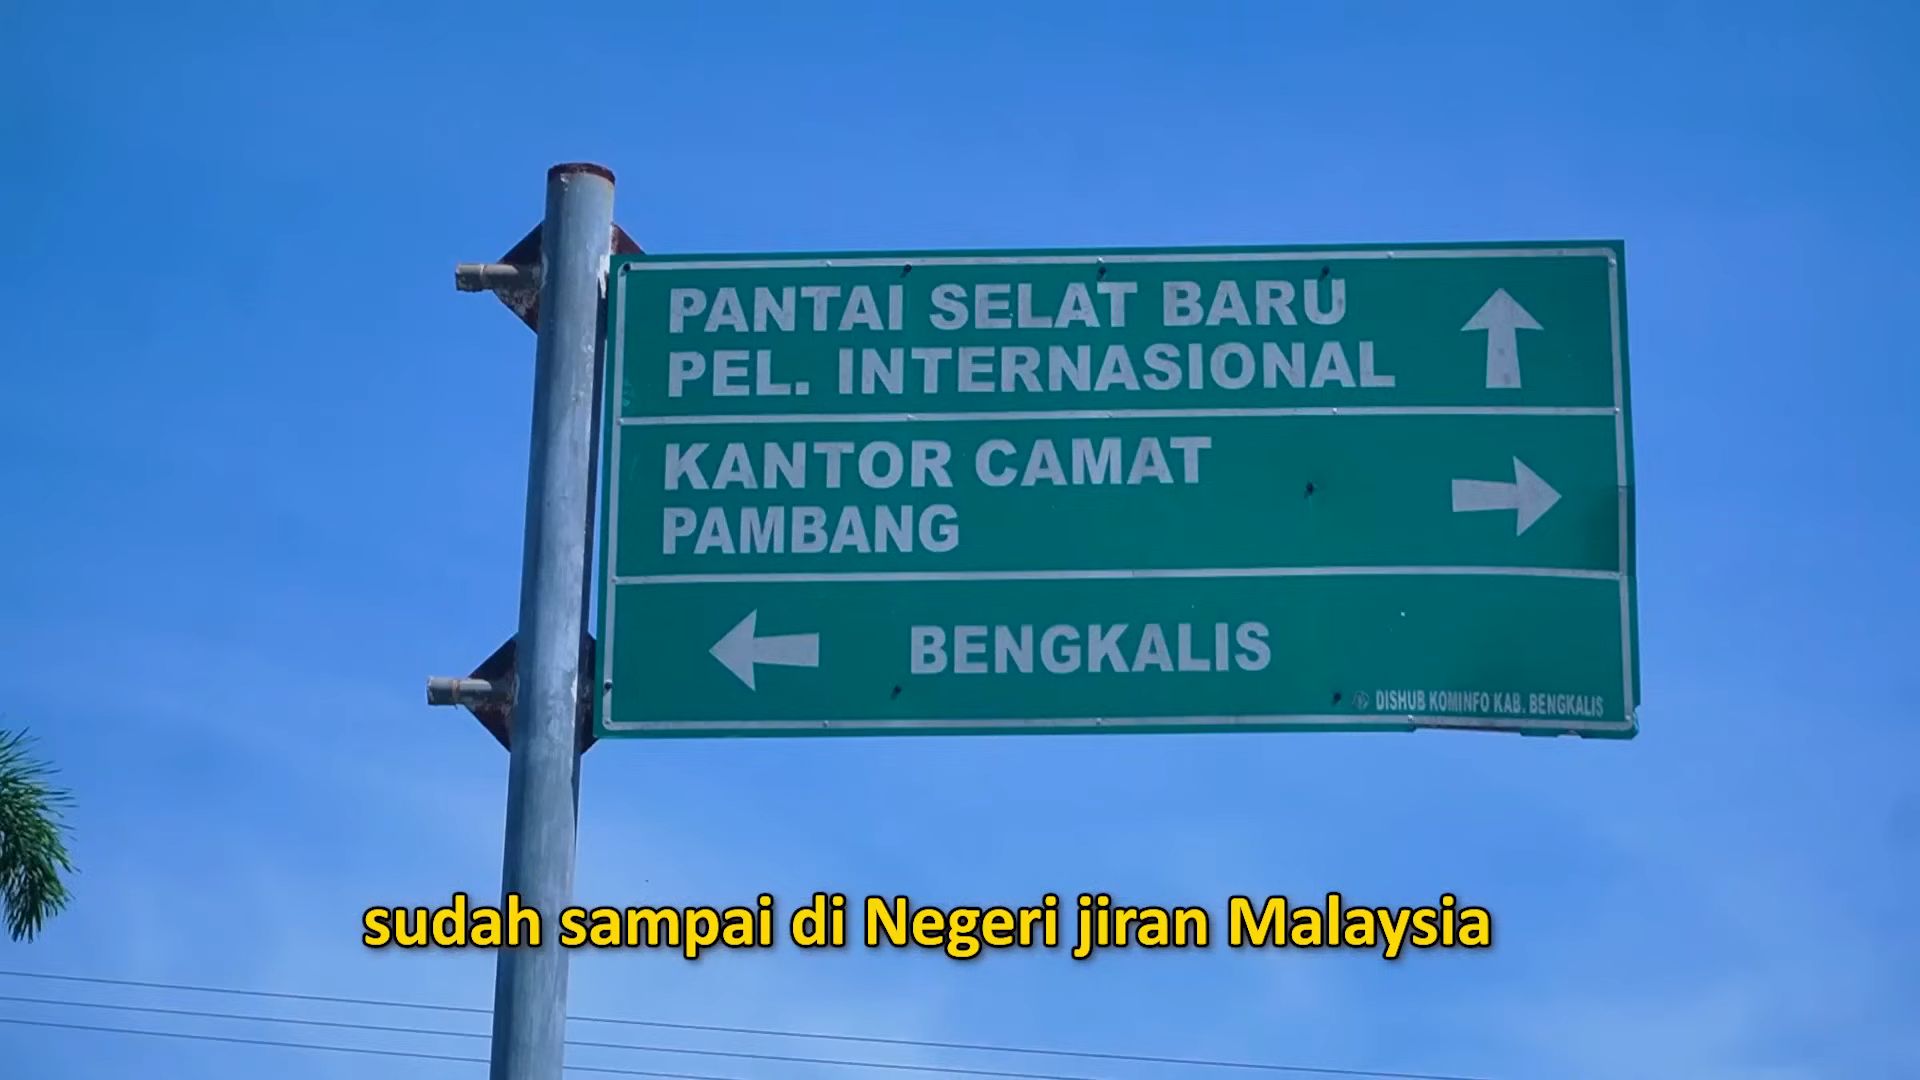 PANTAI SELAT BARU
PEL. INTERNASIONAL
KANTOR CAMAT
PAMBANG
BENGKALIS
DISHUB KOMINFO KAB. BENGKALIS
sudah sampai di Negeri jiran Malaysia